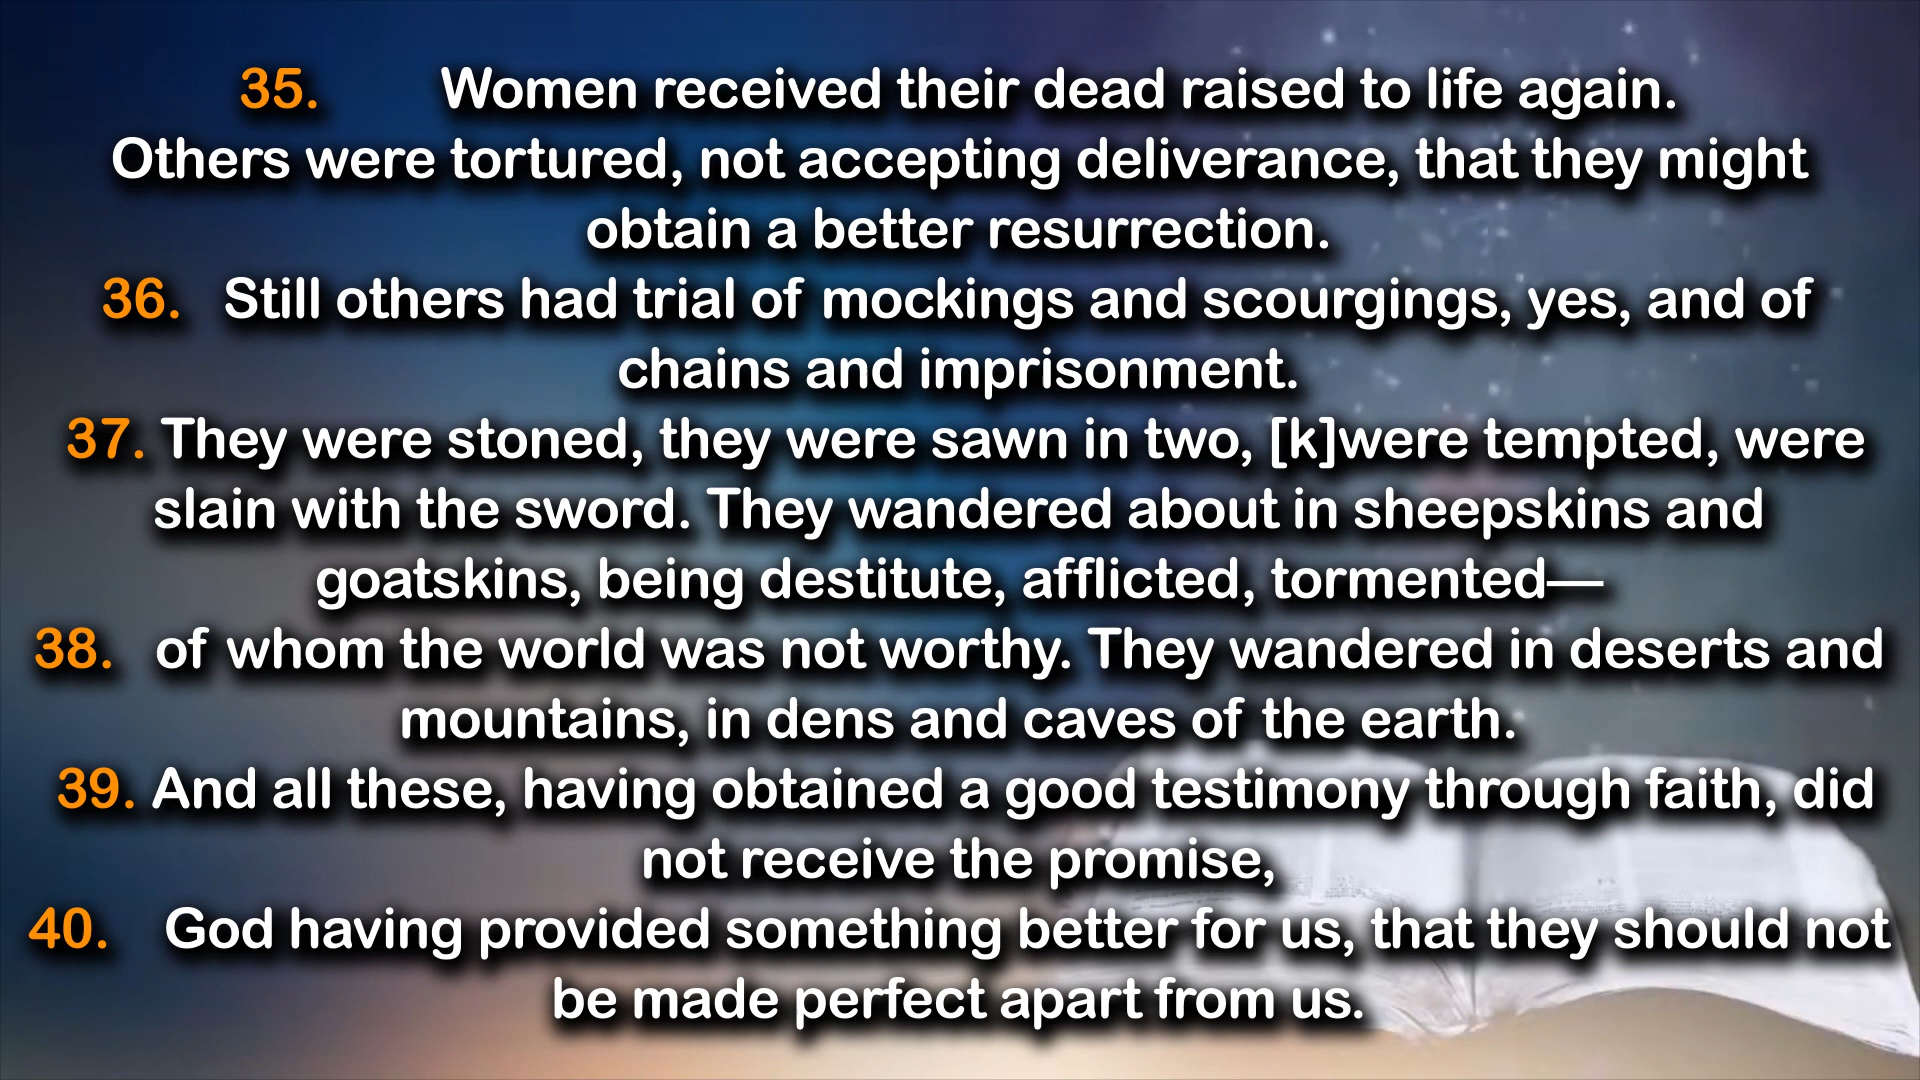 35. Women received their dead raised to life again.
Others were tortured, not accepting deliverance, that they might
obtain a better resurrection.
36. Still others had trial of mockings and scourgings, yes, and of
chains and imprisonment.
37. They were stoned, they were sawn in two, [k]were tempted, were
slain with the sword. They wandered about in sheepskins and
goatskins, being destitute, afflicted, tormented—
38. of whom the world was not worthy. They wandered in deserts and
mountains, in dens and caves of the earth.
39. And all these, having obtained a good testimony through faith, did
not receive the promise,
40. God having provided something better for us, that they should not
be made perfect apart from us.